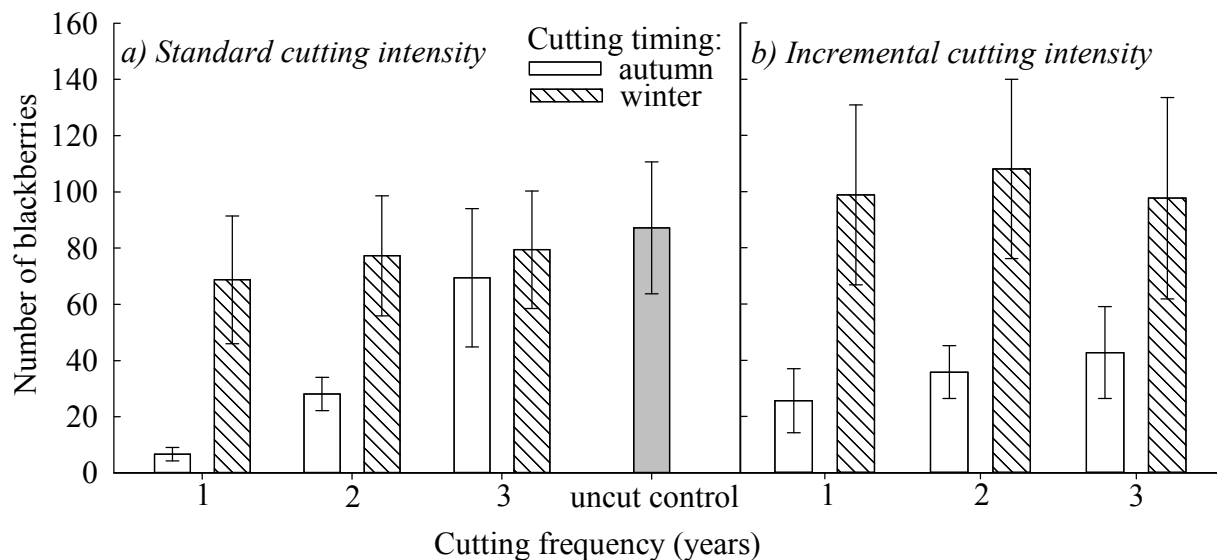 a) Standard cutting intensity
Cutting timing:
autumn
winter
b) Incremental cutting intensity
Number of blackberries
160
140
120
100
80
60
40
20
0
1
2
3
uncut control
1
2
3
Cutting frequency (years)